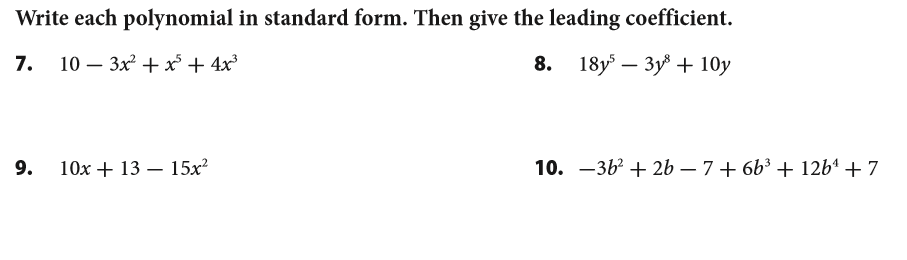 Write each polynomial in standard form. Then give the leading coefficient.
7. 10 − 3x² + x⁵ + 4x³
8. 18y⁵ − 3y⁸ + 10y
9. 10x + 13 − 15x²
10. −3b² + 2b − 7 + 6b³ + 12b⁴ + 7